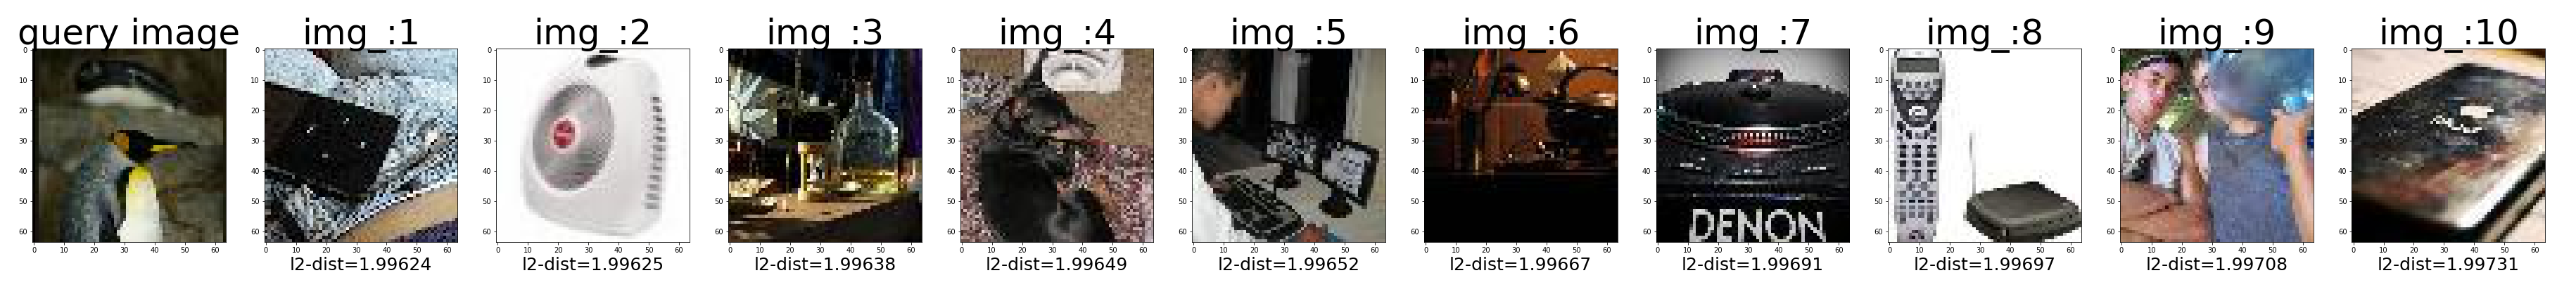 query image
img_:1
img_:2
img_:3
img_:4
img_:5
img_:6
img_:7
img_:8
img_:9
img_:10
0
10
20
30
40
50
60
0 10 20 30 40 50 60
0
10
20
30
40
50
60
0 10 20 30 40 50 60
l2-dist=1.99624
0
10
20
30
40
50
60
0 10 20 30 40 50 60
l2-dist=1.99625
0
10
20
30
40
50
60
0 10 20 30 40 50 60
l2-dist=1.99638
0
10
20
30
40
50
60
0 10 20 30 40 50 60
l2-dist=1.99649
0
10
20
30
40
50
60
0 10 20 30 40 50 60
l2-dist=1.99652
0
10
20
30
40
50
60
0 10 20 30 40 50 60
l2-dist=1.99667
0
10
20
30
40
50
60
DENON
0 10 20 30 40 50 60
l2-dist=1.99691
0
10
20
30
40
50
60
0 10 20 30 40 50 60
l2-dist=1.99697
0
10
20
30
40
50
60
0 10 20 30 40 50 60
l2-dist=1.99708
0
10
20
30
40
50
60
0 10 20 30 40 50 60
l2-dist=1.99731